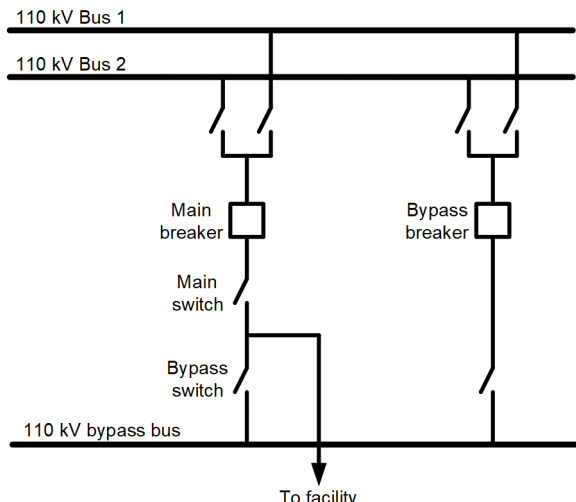 110 kV Bus 1
110 kV Bus 2
Main
breaker
Bypass
breaker
Main
switch
Bypass
switch
110 kV bypass bus
To facility